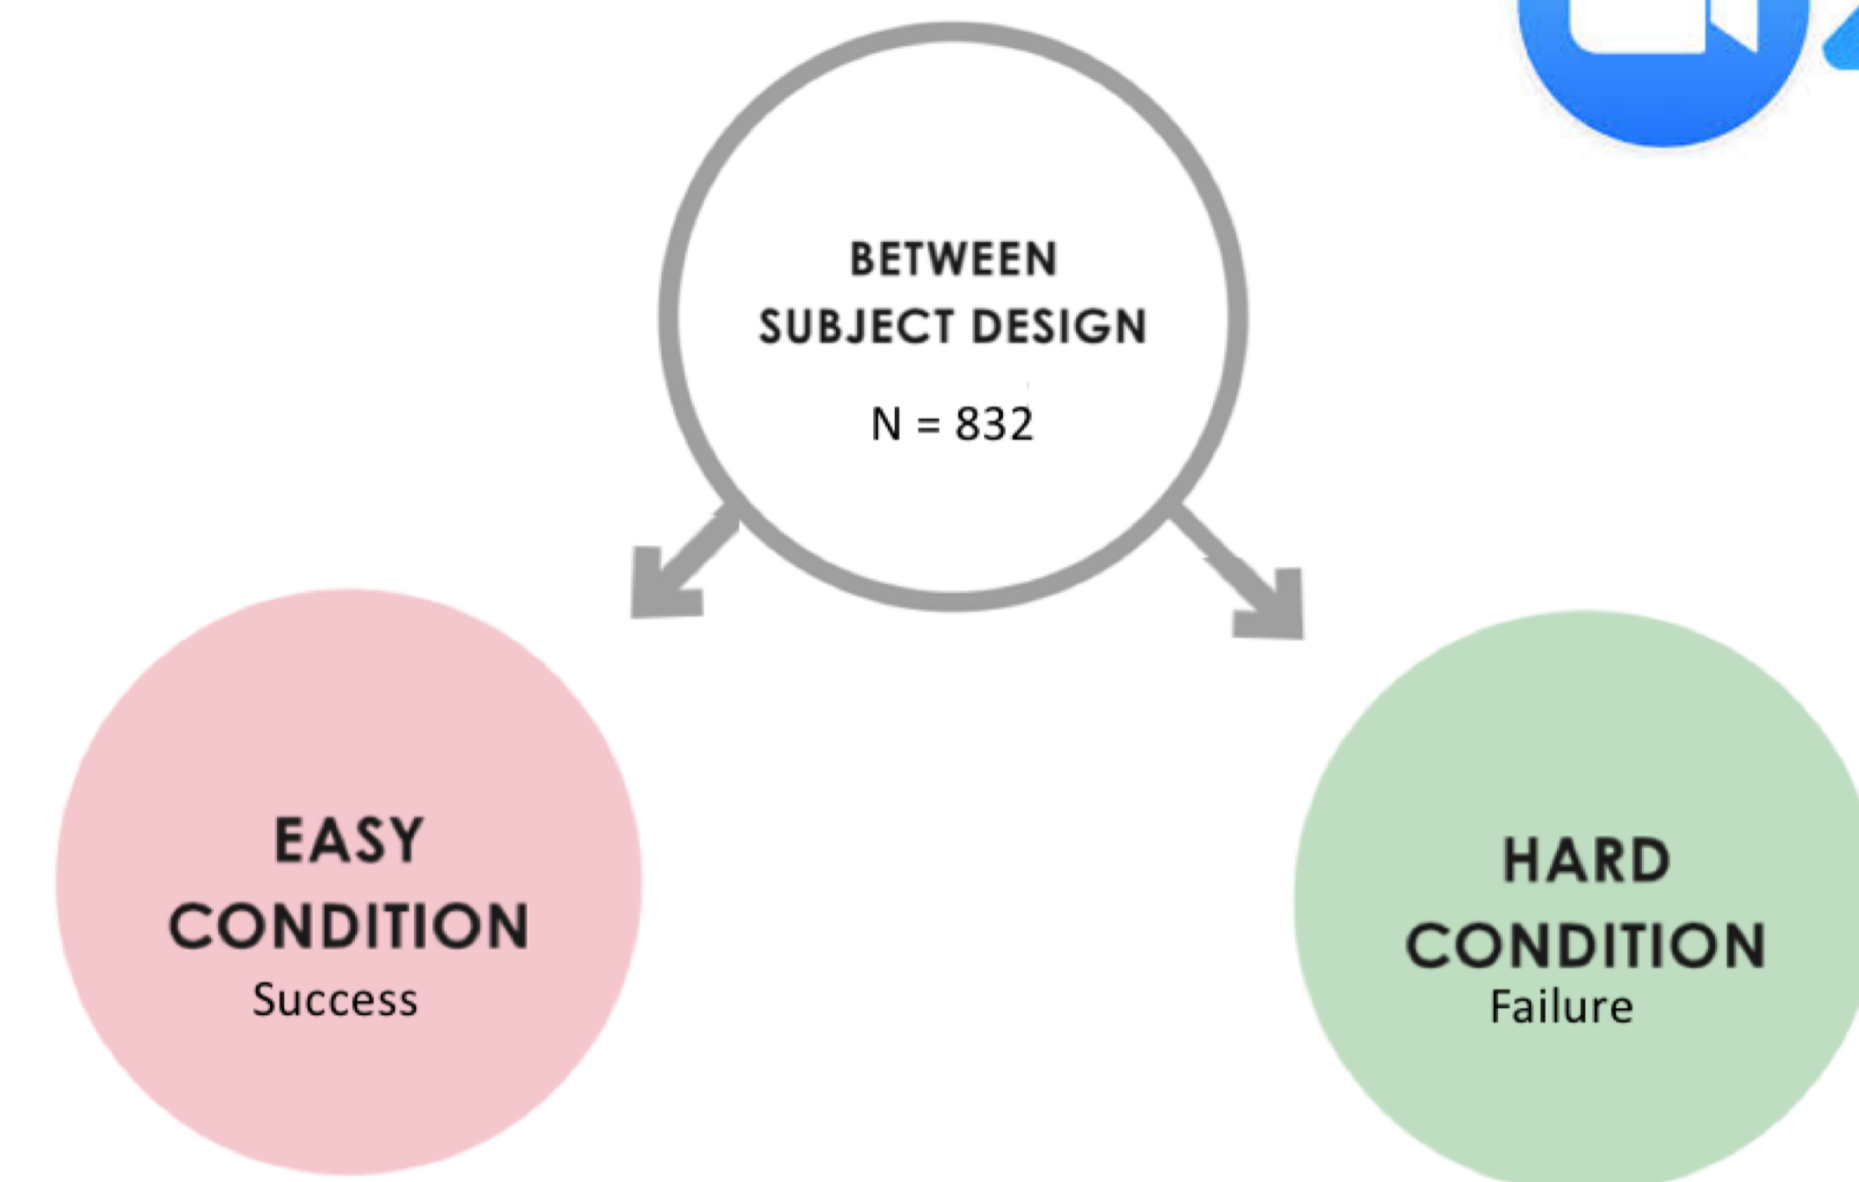 BETWEEN
SUBJECT DESIGN
N = 832
EASY
CONDITION
Success
HARD
CONDITION
Failure